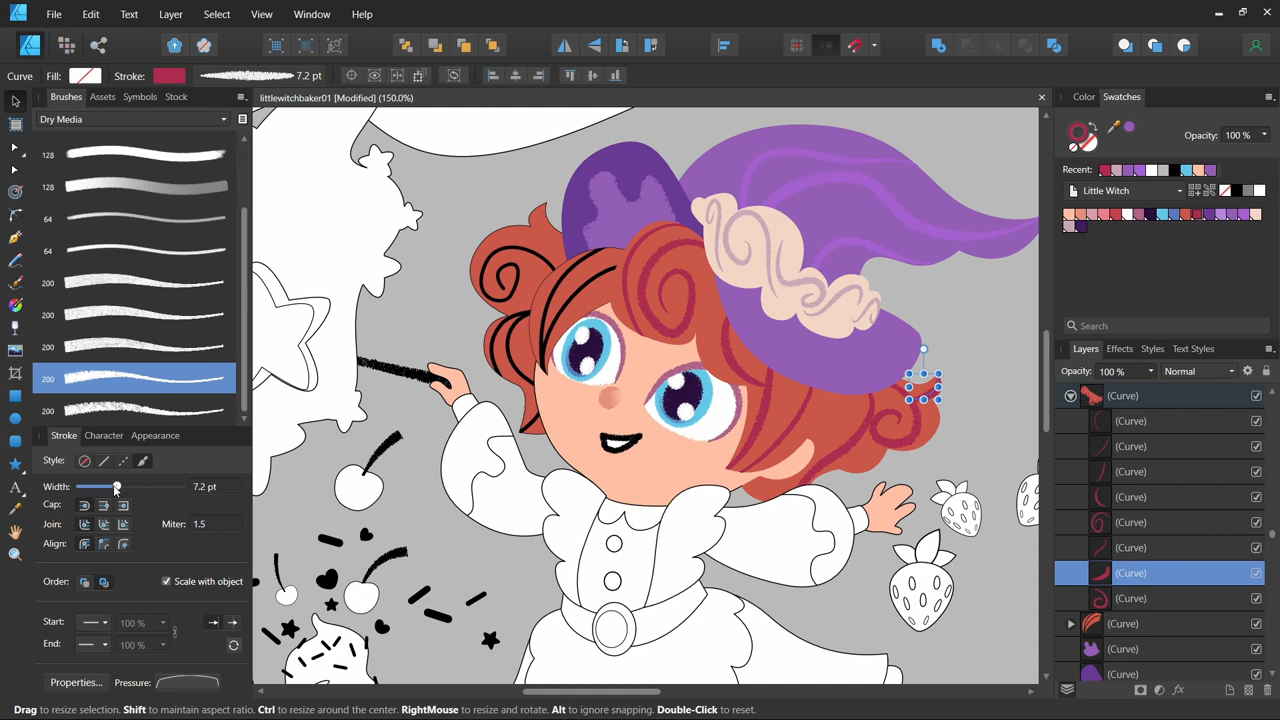 File Edit Text Layer Select View Window Help
Curve Fill: Stroke: 7.2 pt
Brushes Assets Symbols Stock
littlewitchbaker01 [Modified] (150.0%)
Color Swatches
Dry Media
Opacity: 100 %
128
128
64
64
200
200
200
200
200
Recent:
Little Witch
Search
Layers Effects Styles Text Styles
Opacity: 100 % Normal
(Curve)
(Curve)
(Curve)
(Curve)
(Curve)
(Curve)
(Curve)
(Curve)
(Curve)
(Curve)
(Curve)
(Curve)
Stroke Character Appearance
Style:
Width: 7.2 pt
Cap:
Join: Miter: 1.5
Align:
Order: Scale with object
Start: 100 %
End: 100 %
Properties... Pressure:
Drag to resize selection. Shift to maintain aspect ratio. Ctrl to resize around the center. RightMouse to resize and rotate. Alt to ignore snapping. Double-Click to reset.